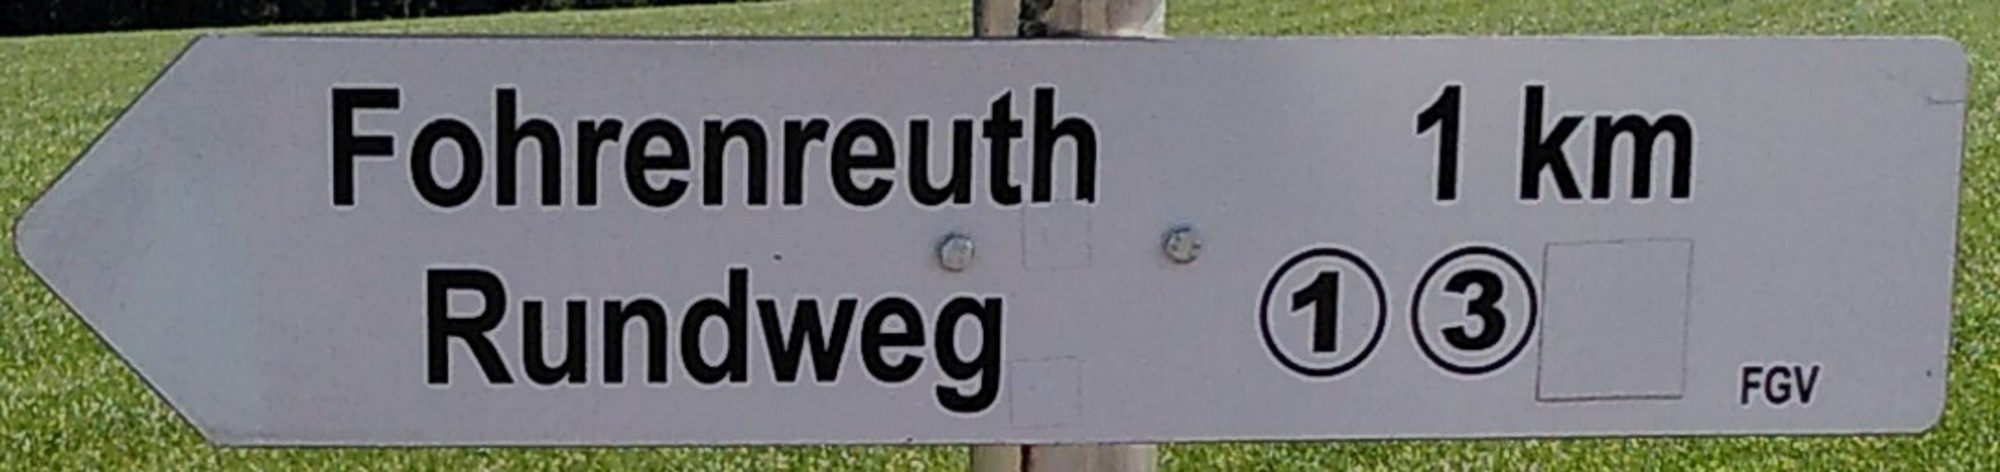 Fohrenreuth 1 km
Rundweg ① ③
FGV